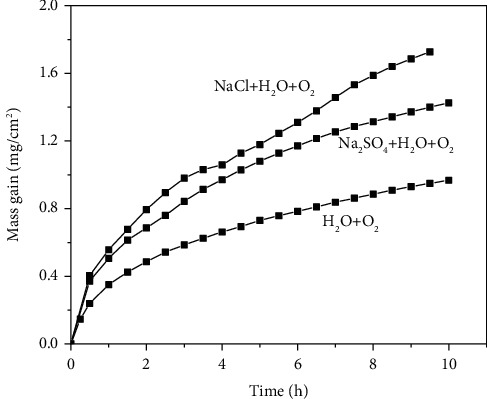 2.0
1.6
1.2
0.8
0.4
0.0
Mass gain (mg/cm²)
NaCl+H₂O+O₂
Na₂SO₄+H₂O+O₂
H₂O+O₂
0 2 4 6 8 10
Time (h)